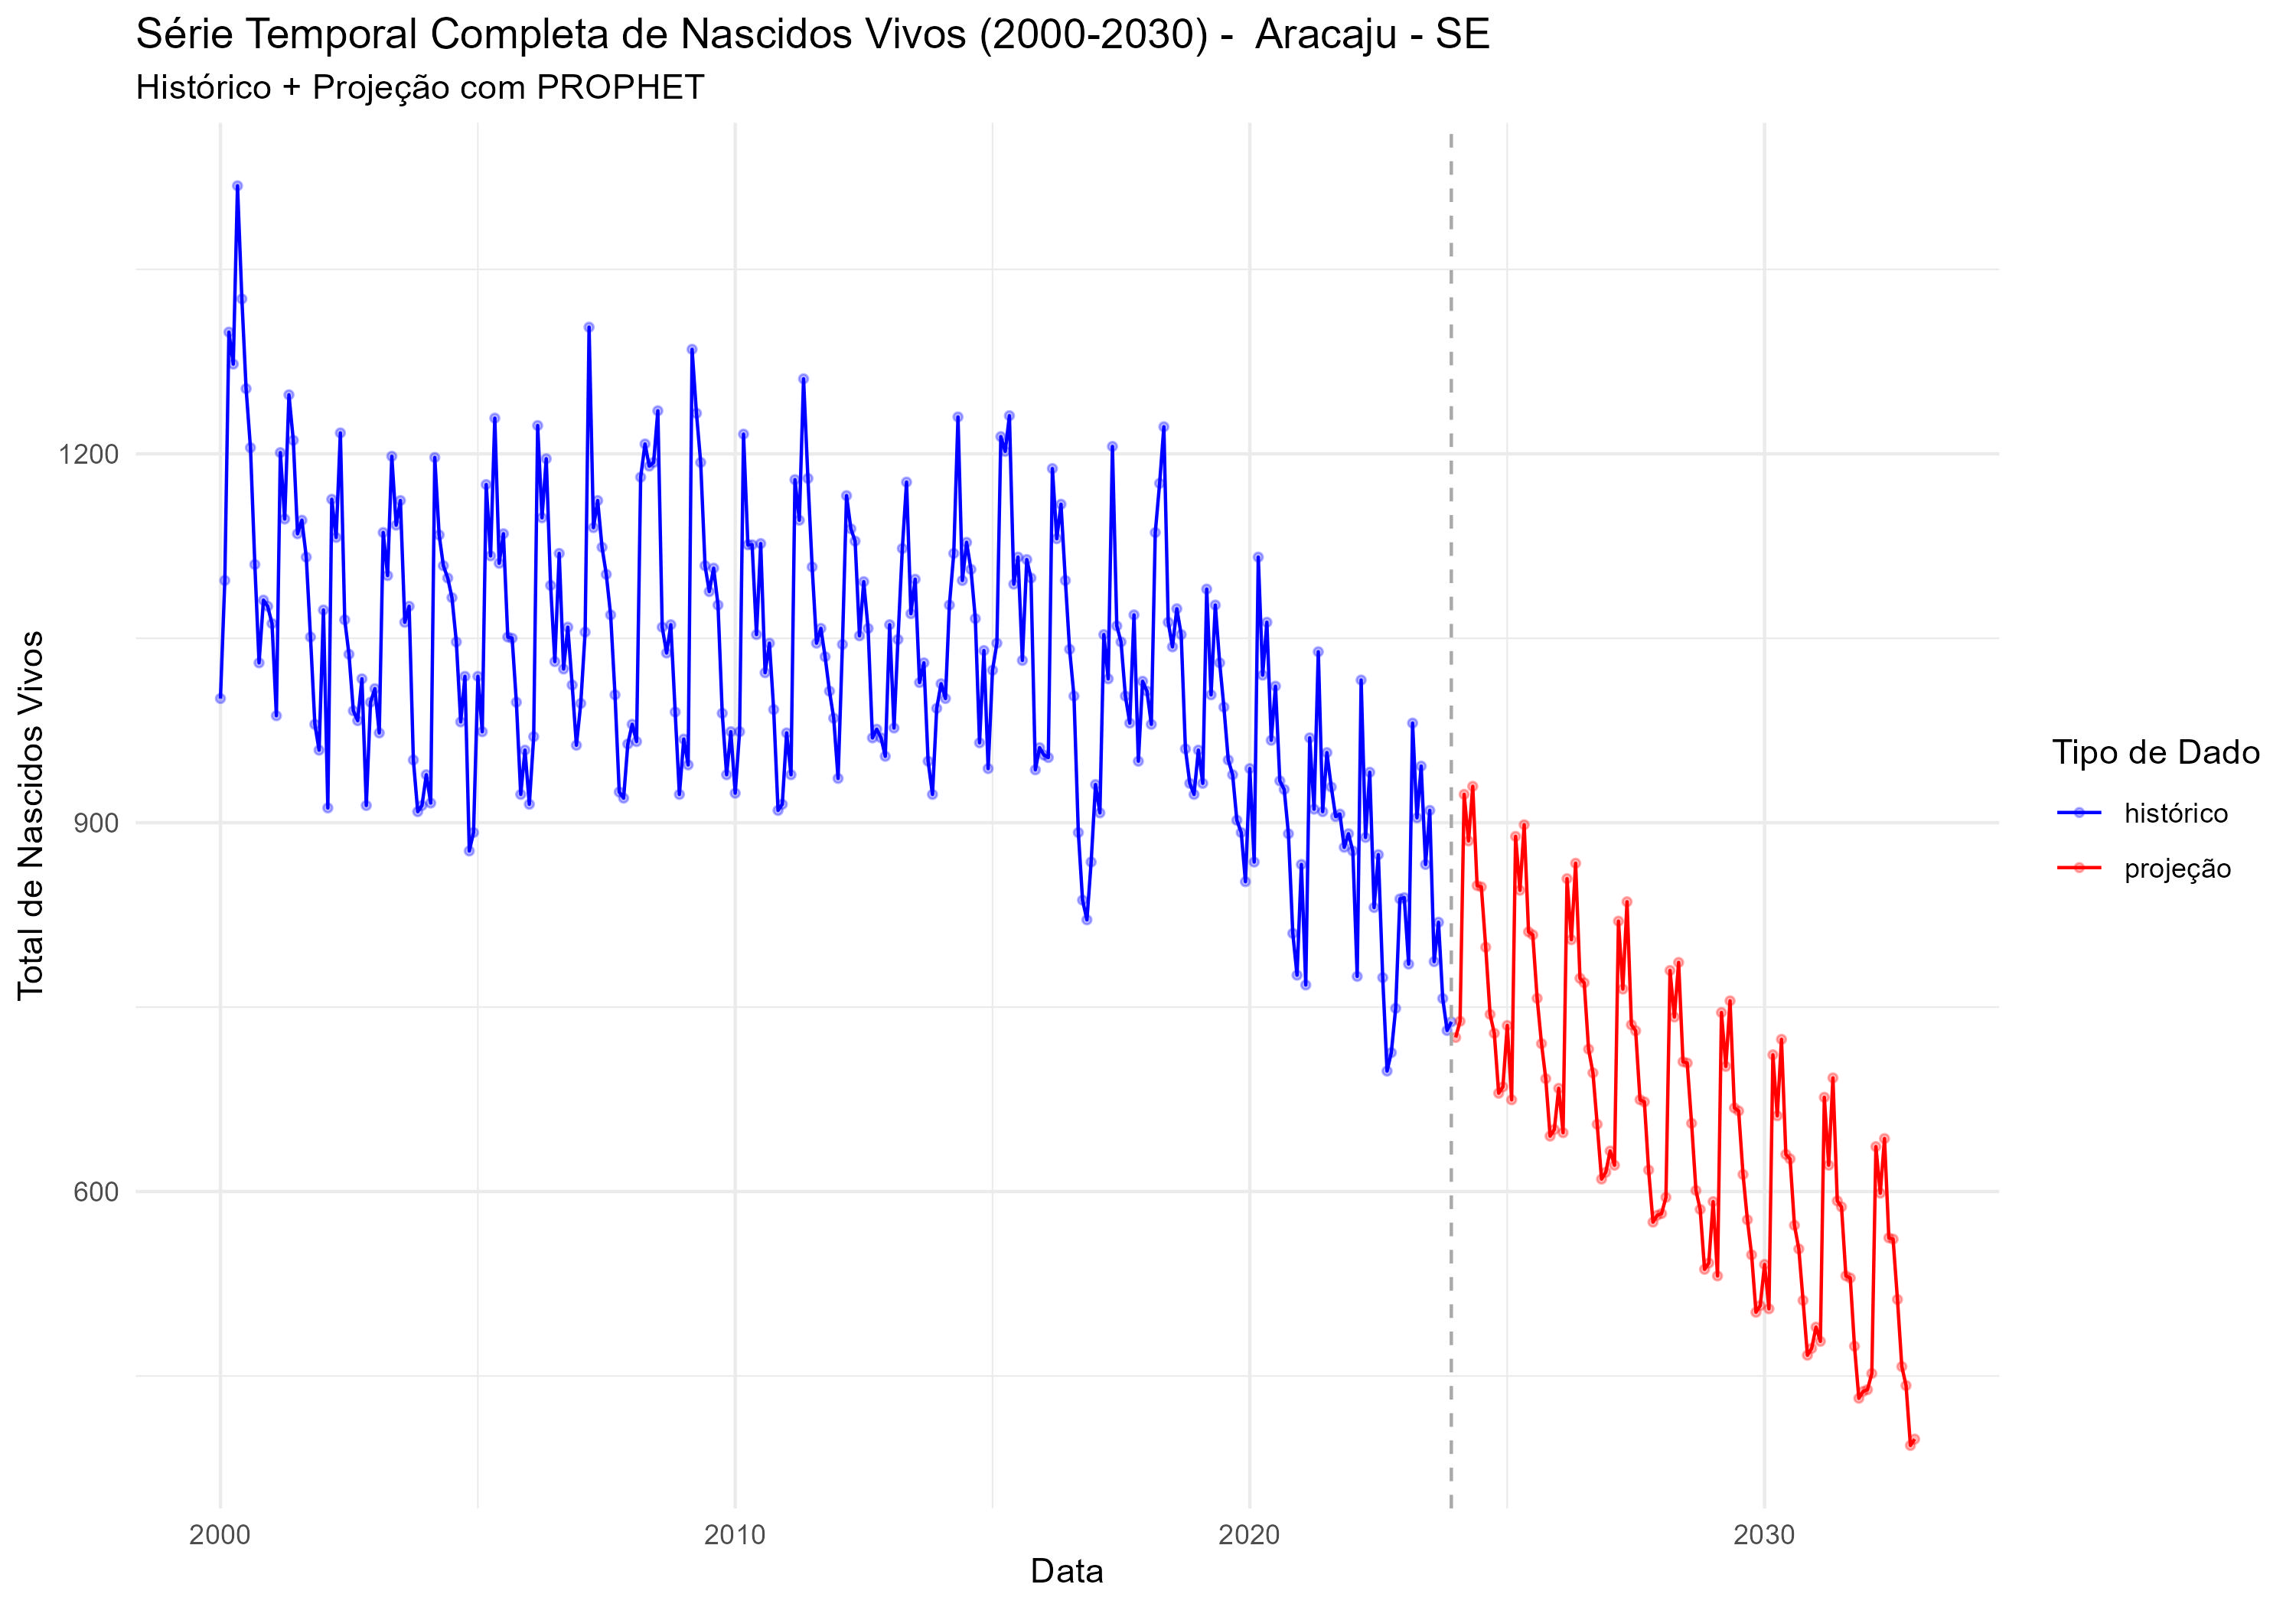 Série Temporal Completa de Nascidos Vivos (2000-2030) -  Aracaju - SE
Histórico + Projeção com PROPHET
Total de Nascidos Vivos
1200
900
600
2000
2010
2020
2030
Data
Tipo de Dado
histórico
projeção